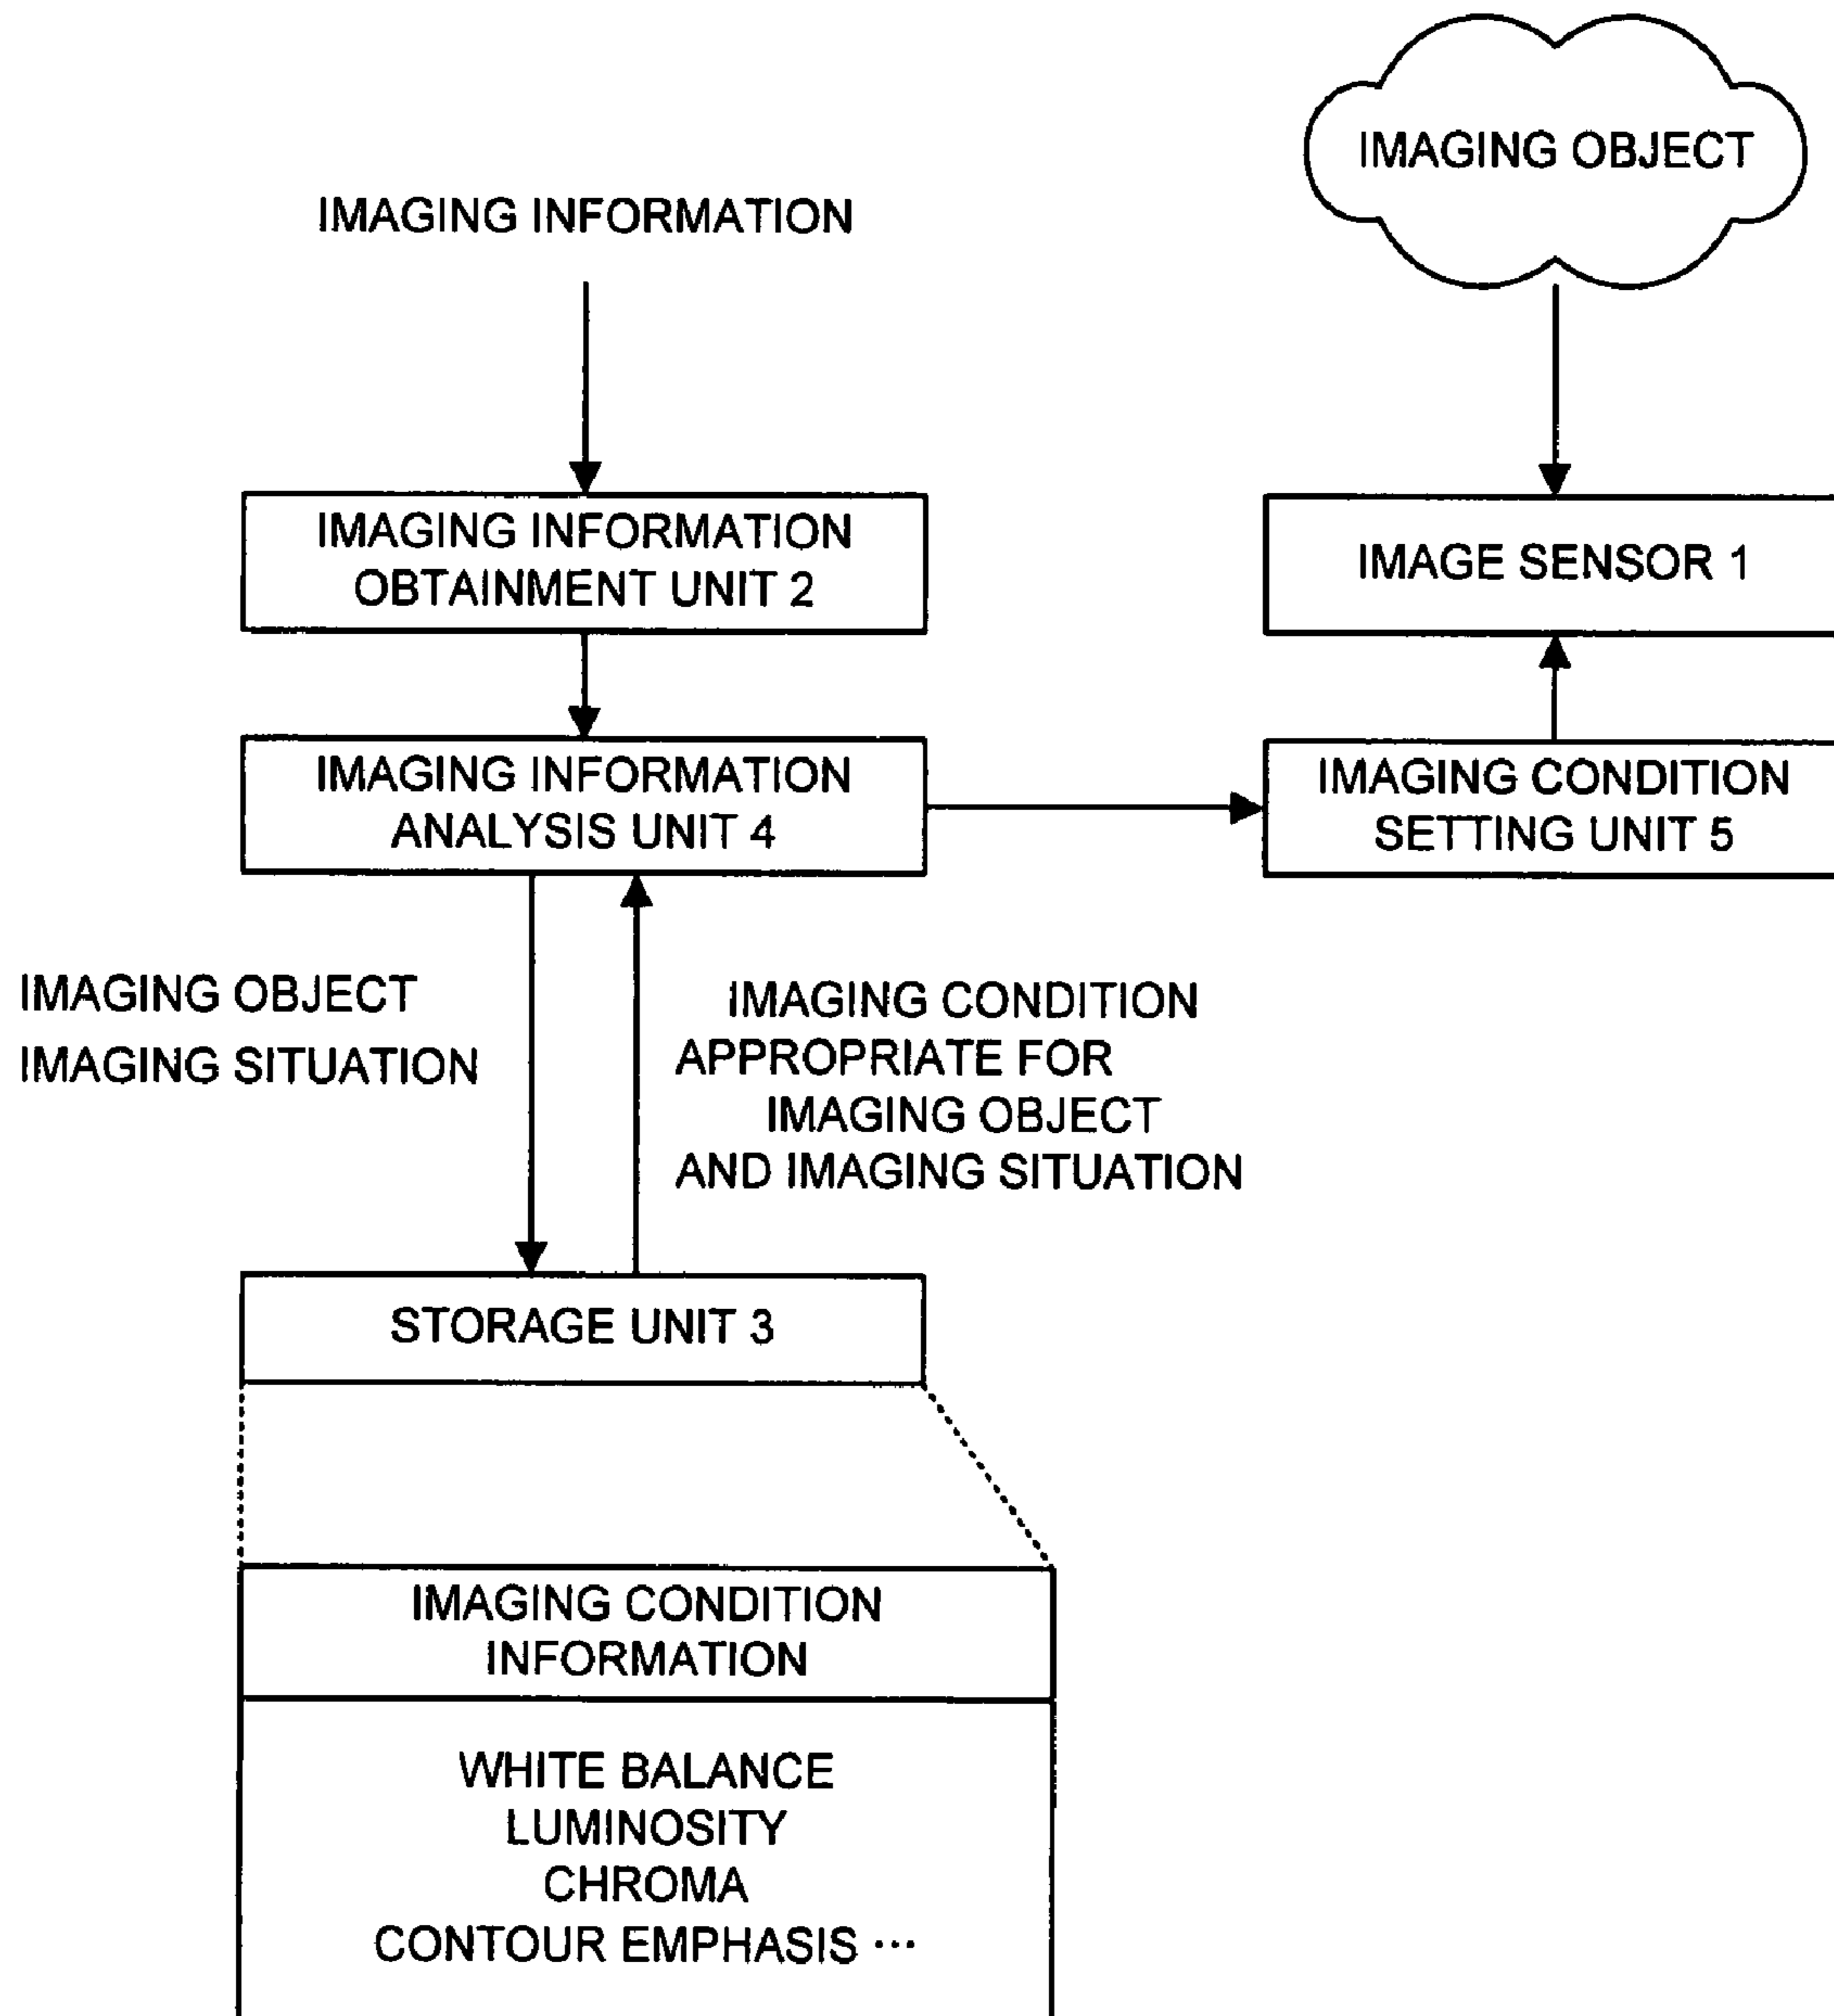 IMAGING OBJECT
IMAGING INFORMATION
IMAGING INFORMATION
OBTAINMENT UNIT 2
IMAGE SENSOR 1
IMAGING INFORMATION
ANALYSIS UNIT 4
IMAGING CONDITION
SETTING UNIT 5
IMAGING OBJECT
IMAGING SITUATION
IMAGING CONDITION
APPROPRIATE FOR
IMAGING OBJECT
AND IMAGING SITUATION
STORAGE UNIT 3
IMAGING CONDITION
INFORMATION
WHITE BALANCE
LUMINOSITY
CHROMA
CONTOUR EMPHASIS ···